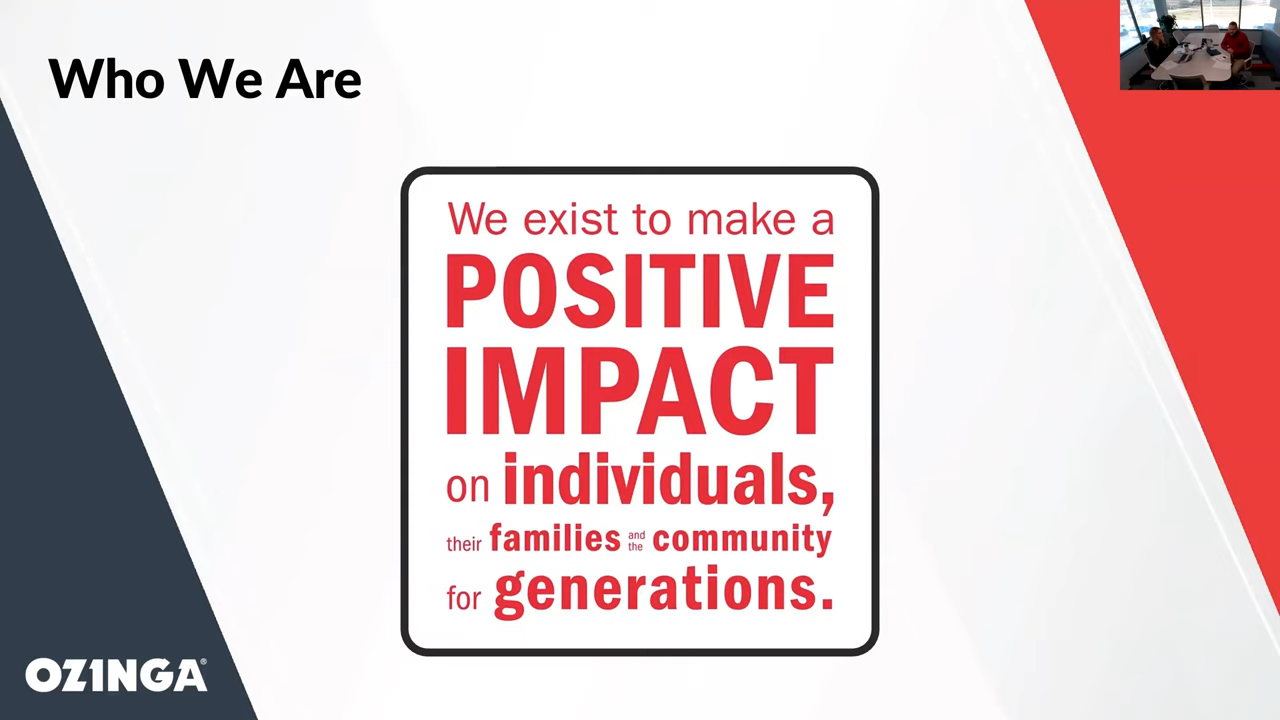 Who We Are
We exist to make a
POSITIVE
IMPACT
on individuals,
their families and the community
for generations.
OZINGA®